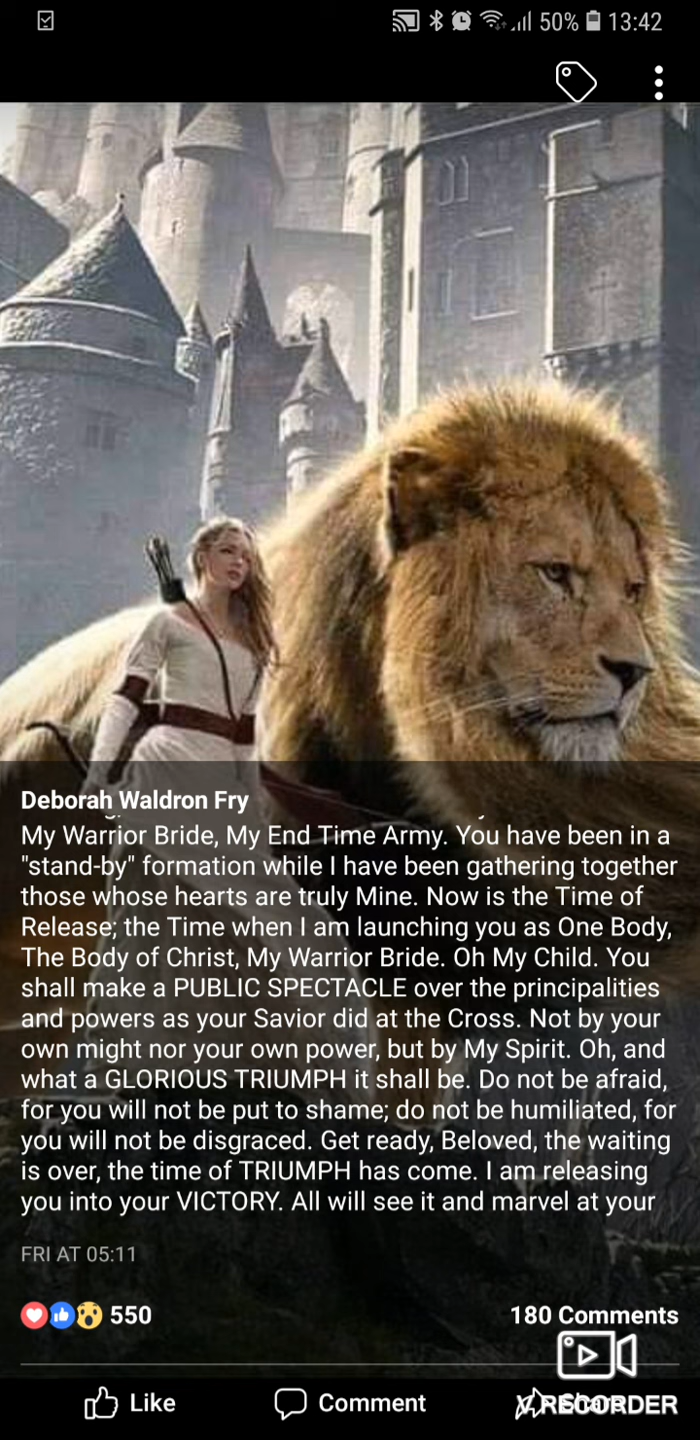 50% 13:42
Deborah Waldron Fry
My Warrior Bride, My End Time Army. You have been in a
"stand-by" formation while I have been gathering together
those whose hearts are truly Mine. Now is the Time of
Release; the Time when I am launching you as One Body,
The Body of Christ, My Warrior Bride. Oh My Child. You
shall make a PUBLIC SPECTACLE over the principalities
and powers as your Savior did at the Cross. Not by your
own might nor your own power, but by My Spirit. Oh, and
what a GLORIOUS TRIUMPH it shall be. Do not be afraid,
for you will not be put to shame; do not be humiliated, for
you will not be disgraced. Get ready, Beloved, the waiting
is over, the time of TRIUMPH has come. I am releasing
you into your VICTORY. All will see it and marvel at your
FRI AT 05:11
550 180 Comments
Like Comment Share
V.RECORDER